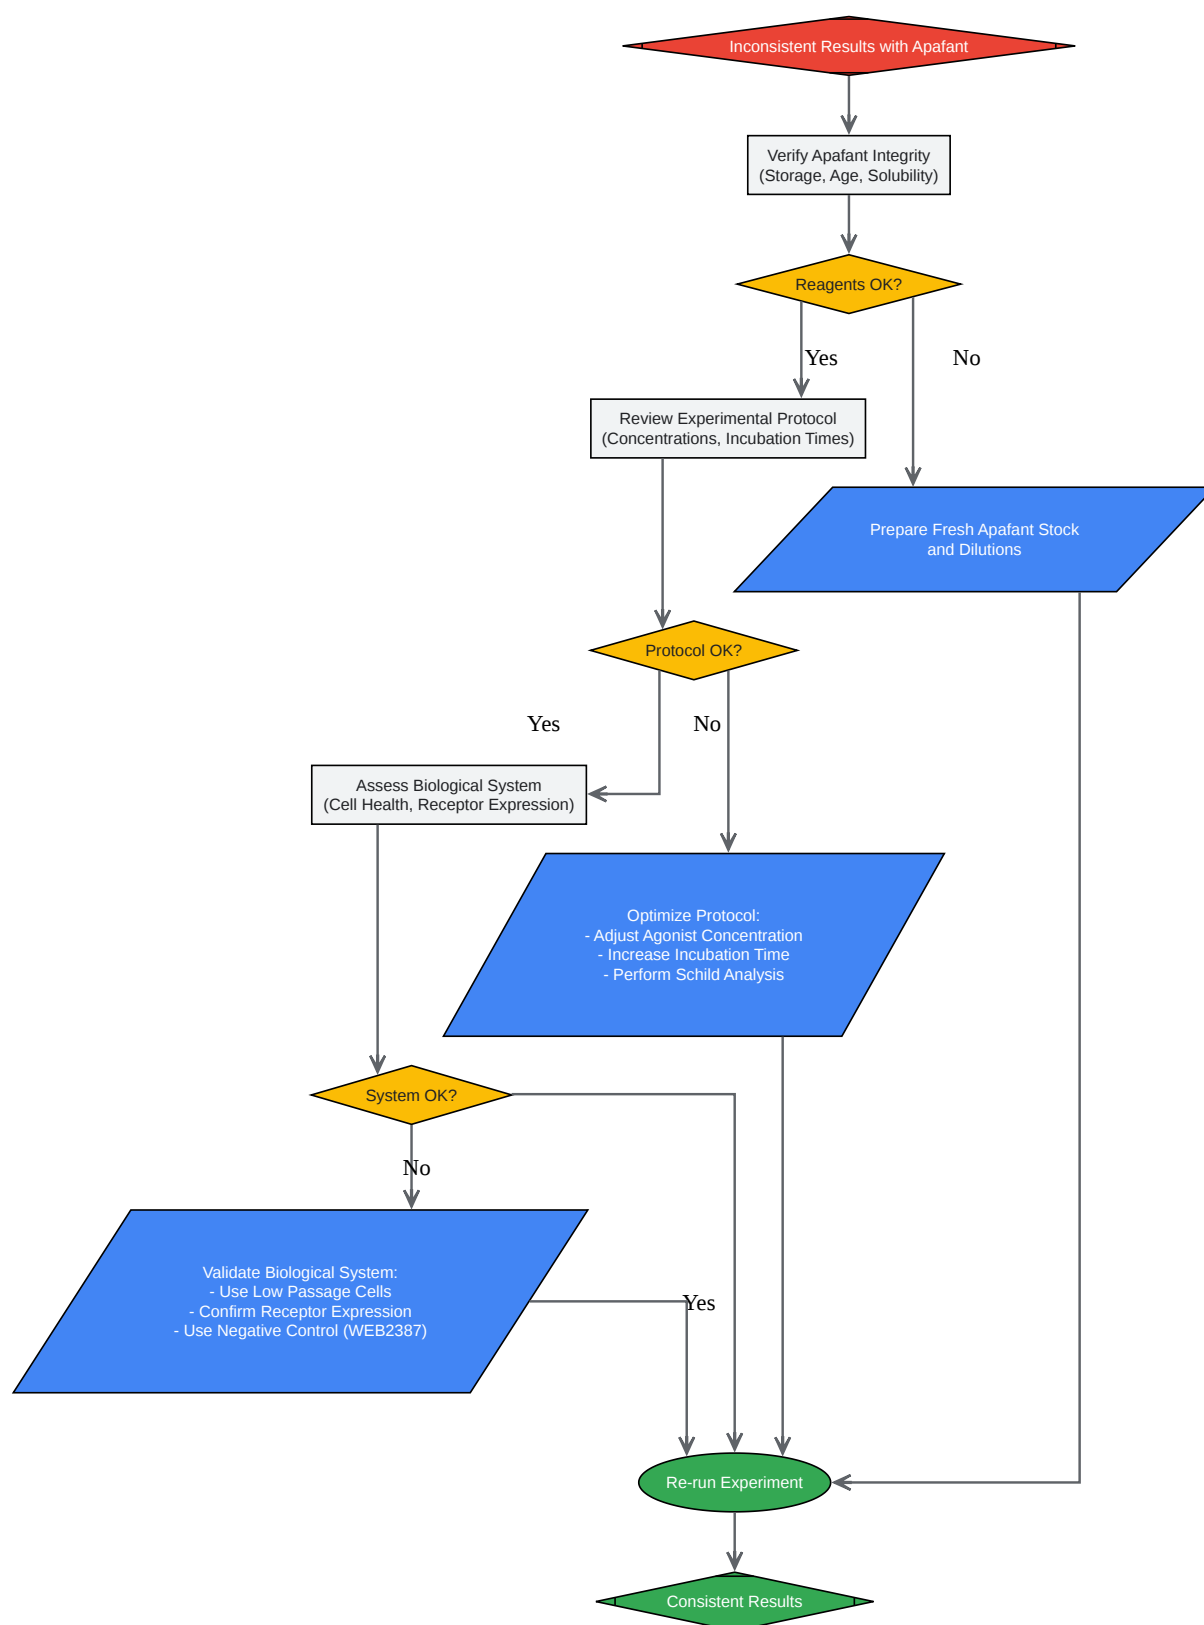 Inconsistent Results with Apafant
Verify Apafant Integrity
(Storage, Age, Solubility)
Reagents OK?
Yes
No
Review Experimental Protocol
(Concentrations, Incubation Times)
Prepare Fresh Apafant Stock
and Dilutions
Protocol OK?
Yes
No
Assess Biological System
(Cell Health, Receptor Expression)
Optimize Protocol:
- Adjust Agonist Concentration
- Increase Incubation Time
- Perform Schild Analysis
System OK?
No
Validate Biological System:
- Use Low Passage Cells
- Confirm Receptor Expression
- Use Negative Control (WEB2387)
Yes
Re-run Experiment
Consistent Results